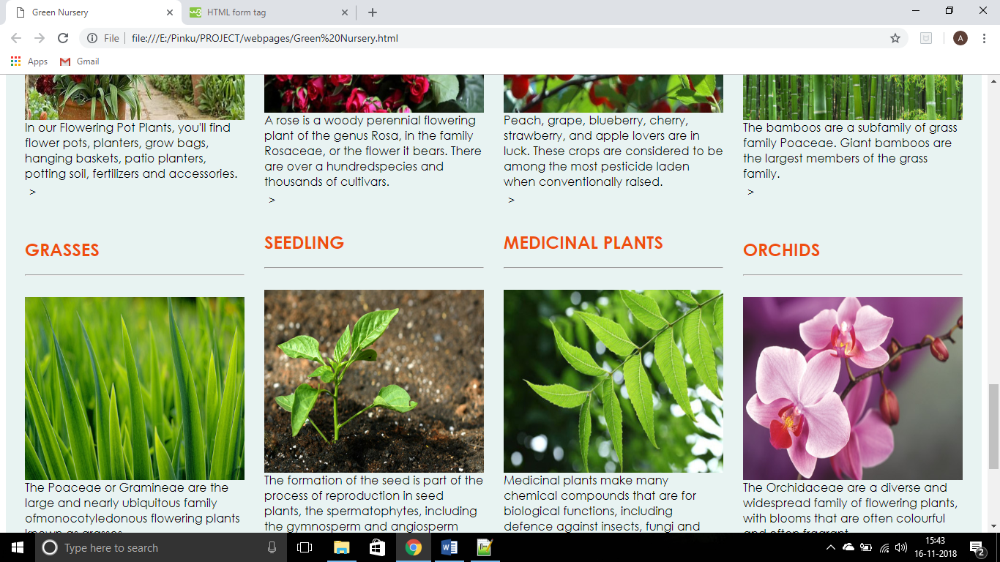 Green Nursery
HTML form tag
File
file:///E:/Pinku/PROJECT/webpages/Green%20Nursery.html
A
Apps
Gmail
In our Flowering Pot Plants, you'll find
flower pots, planters, grow bags,
hanging baskets, patio planters,
potting soil, fertilizers and accessories.
>
A rose is a woody perennial flowering
plant of the genus Rosa, in the family
Rosaceae, or the flower it bears. There
are over a hundredspecies and
thousands of cultivars.
>
Peach, grape, blueberry, cherry,
strawberry, and apple lovers are in
luck. These crops are considered to be
among the most pesticide laden
when conventionally raised.
>
The bamboos are a subfamily of grass
family Poaceae. Giant bamboos are
the largest members of the grass
family.
>
GRASSES
The Poaceae or Gramineae are the
large and nearly ubiquitous family
ofmonocotyledonous flowering plants
known as grasses
SEEDLING
The formation of the seed is part of the
process of reproduction in seed
plants, the spermatophytes, including
the gymnosperm and angiosperm
MEDICINAL PLANTS
Medicinal plants make many
chemical compounds that are for
biological functions, including
defence against insects, fungi and
ORCHIDS
The Orchidaceae are a diverse and
widespread family of flowering plants,
with blooms that are often colourful
and often fragrant
Type here to search
15:43
16-11-2018
2